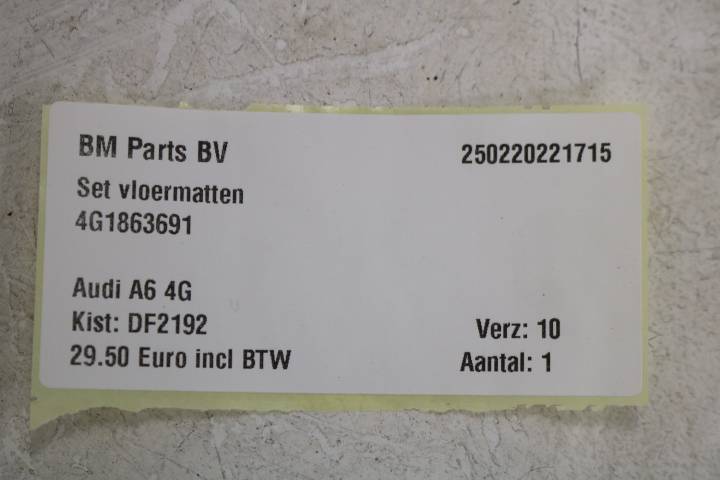 BM Parts BV 250220221715
Set vloermatten
4G1863691
Audi A6 4G
Kist: DF2192 Verz: 10
29.50 Euro incl BTW Aantal: 1